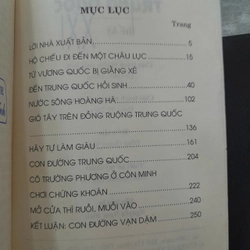 MỤC LỤC
Trang
LỜI NHÀ XUẤT BẢN 5
HỘ CHIẾU ĐI ĐẾN MỘT CHÂU LỤC 16
TỪ VƯƠNG QUỐC BỊ GIẰNG XÉ
ĐẾN TRUNG QUỐC HỒI SINH 40
NƯỚC SÔNG HOÀNG HÀ 102
GIÓ TÂY TRÊN ĐỒNG RUỘNG TRUNG QUỐC
136
HÃY TỰ LÀM GIÀU 161
CON ĐƯỜNG TRUNG QUỐC 204
CÔ TRƯỞNG PHƯƠNG Ở CÔN MINH
CHƠI CHỨNG KHOÁN 222
MỞ CỬA THÌ RUỒI, MUỖI VÀO 240
KẾT LUẬN: CON ĐƯỜNG VẠN DẶM 250